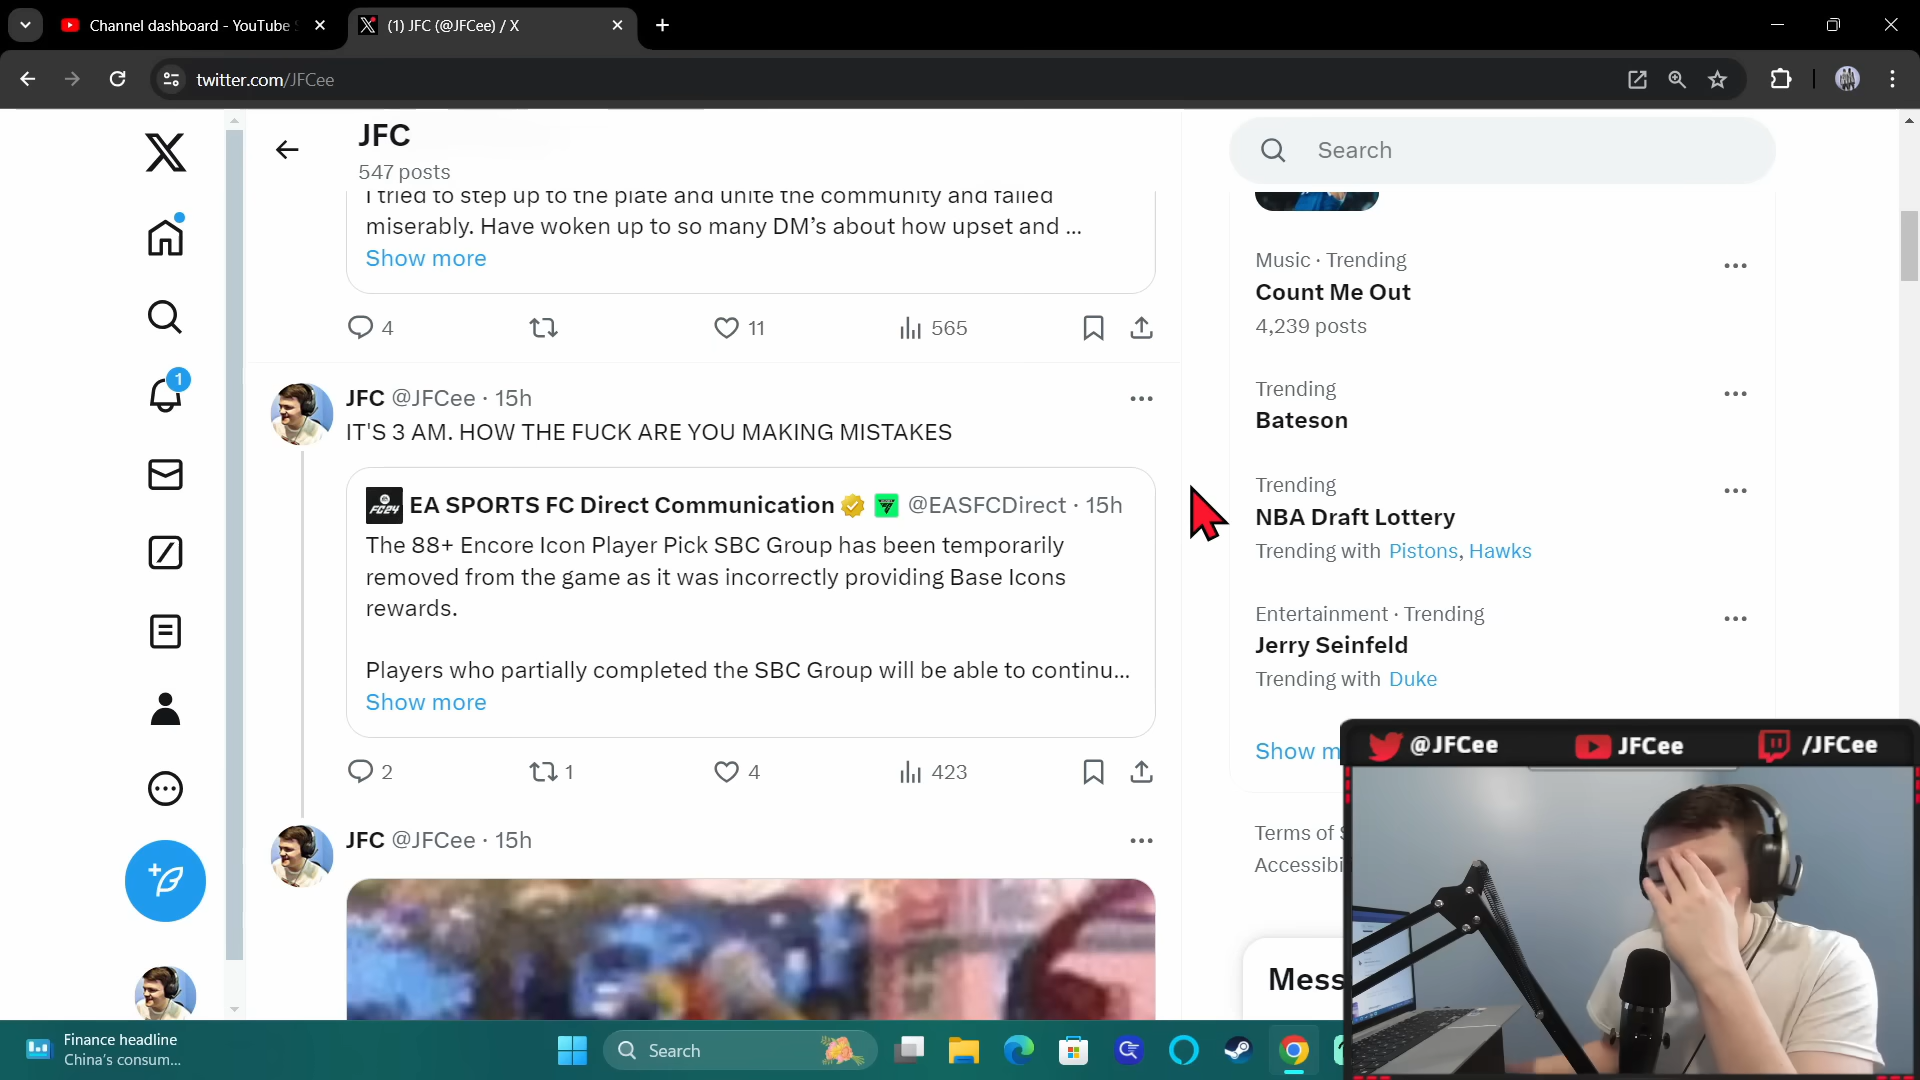 Channel dashboard - YouTube
(1) JFC (@JFCee) / X
twitter.com/JFCee
JFC
547 posts
I tried to step up to the plate and unite the community and failed
miserably. Have woken up to so many DM's about how upset and ...
Show more
4
11
565
JFC @JFCee · 15h
IT'S 3 AM. HOW THE FUCK ARE YOU MAKING MISTAKES
FC24
EA SPORTS FC Direct Communication @EASFCDirect · 15h
The 88+ Encore Icon Player Pick SBC Group has been temporarily
removed from the game as it was incorrectly providing Base Icons
rewards.
Players who partially completed the SBC Group will be able to continu...
Show more
2
1
4
423
JFC @JFCee · 15h
1
Search
Music · Trending
Count Me Out
4,239 posts
Trending
Bateson
Trending
NBA Draft Lottery
Trending with Pistons, Hawks
Entertainment · Trending
Jerry Seinfeld
Trending with Duke
Show m
Terms of S
Accessibi
Mess
@JFCee
JFCee
/JFCee
Finance headline
China's consum...
Search